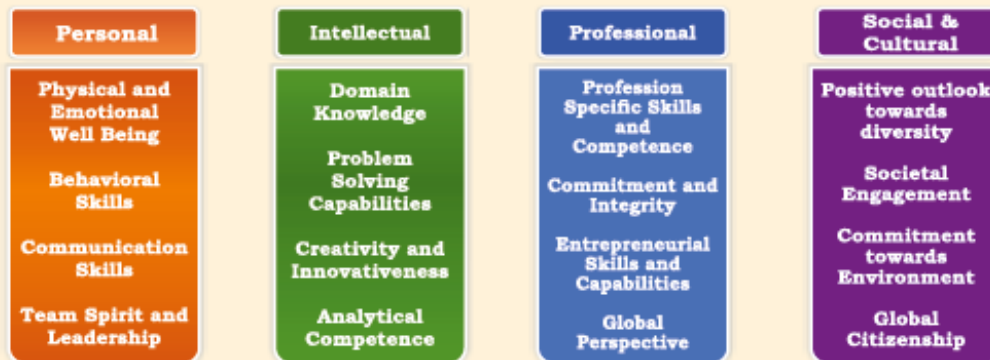 Personal
Physical and
Emotional
Well Being
Behavioral
Skills
Communication
Skills
Team Spirit and
Leadership
Intellectual
Domain
Knowledge
Problem
Solving
Capabilities
Creativity and
Innovativeness
Analytical
Competence
Professional
Profession
Specific Skills
and
Competence
Commitment and
Integrity
Entrepreneurial
Skills and
Capabilities
Global
Perspective
Social &
Cultural
Positive outlook
towards
diversity
Societal
Engagement
Commitment
towards
Environment
Global
Citizenship